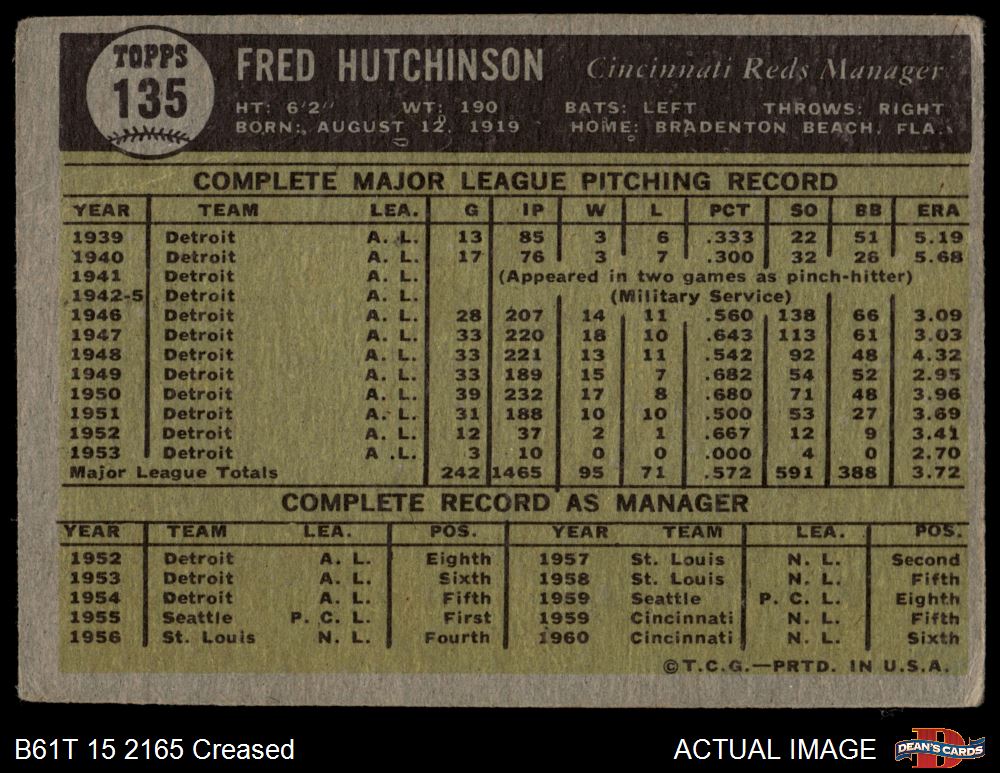 TOPPS
135
FRED HUTCHINSON Cincinnati Reds Manager
HT: 6'2" WT: 190 BATS: LEFT THROWS: RIGHT
BORN: AUGUST 12, 1919 HOME: BRADENTON BEACH, FLA.
COMPLETE MAJOR LEAGUE PITCHING RECORD
YEAR TEAM LEA. G IP W L PCT SO BB ERA
1939 Detroit A. L. 13 85 3 6 .333 22 51 5.19
1940 Detroit A. L. 17 76 3 7 .300 32 26 5.68
1941 Detroit A. L. (Appeared in two games as pinch-hitter)
1942-5 Detroit A. L. (Military Service)
1946 Detroit A. L. 28 207 14 11 .560 138 66 3.09
1947 Detroit A. L. 33 220 18 10 .643 113 61 3.03
1948 Detroit A. L. 33 221 13 11 .542 92 48 4.32
1949 Detroit A. L. 33 189 15 7 .682 54 52 2.95
1950 Detroit A. L. 39 232 17 8 .680 71 48 3.96
1951 Detroit A. L. 31 188 10 10 .500 53 27 3.69
1952 Detroit A. L. 12 37 2 1 .667 12 9 3.41
1953 Detroit A .L. 3 10 0 0 .000 4 0 2.70
Major League Totals 242 1465 95 71 .572 591 388 3.72
COMPLETE RECORD AS MANAGER
YEAR TEAM LEA. POS. YEAR TEAM LEA. POS.
1952 Detroit A. L. Eighth 1957 St. Louis N. L. Second
1953 Detroit A. L. Sixth 1958 St. Louis N. L. Fifth
1954 Detroit A. L. Fifth 1959 Seattle P. C. L. Eighth
1955 Seattle P. C. L. First 1959 Cincinnati N. L. Fifth
1956 St. Louis N. L. Fourth 1960 Cincinnati N. L. Sixth
©T.C.G.—PRTD. IN U.S.A.
B61T 15 2165 Creased ACTUAL IMAGE DEAN'S CARDS